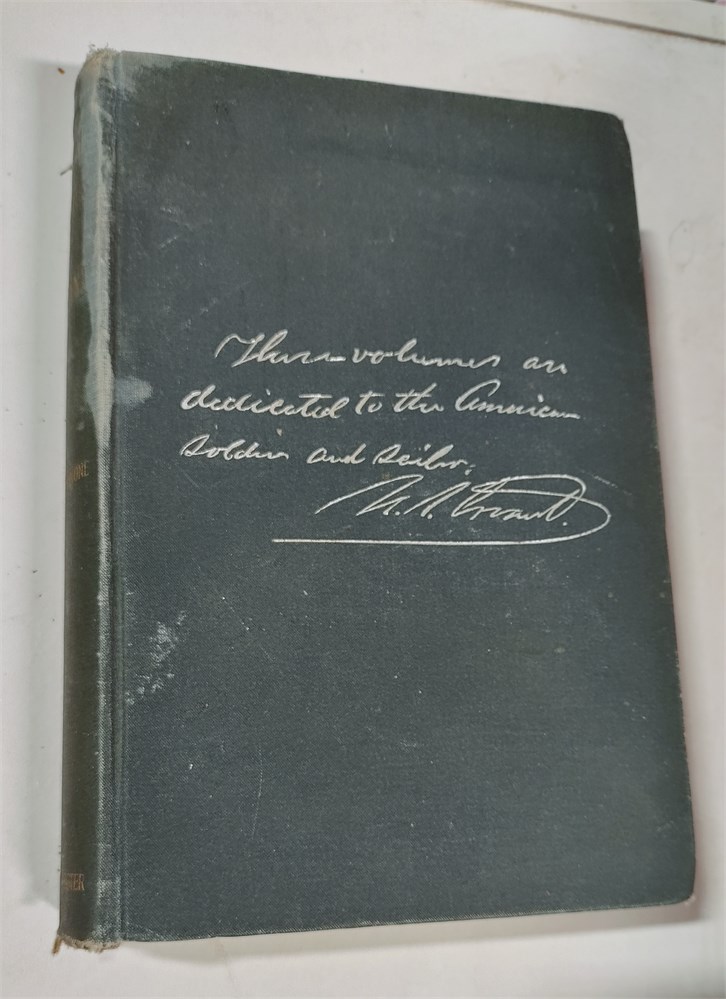 These volumes are
dedicated to the American
soldier and sailor.
U. S. Grant.